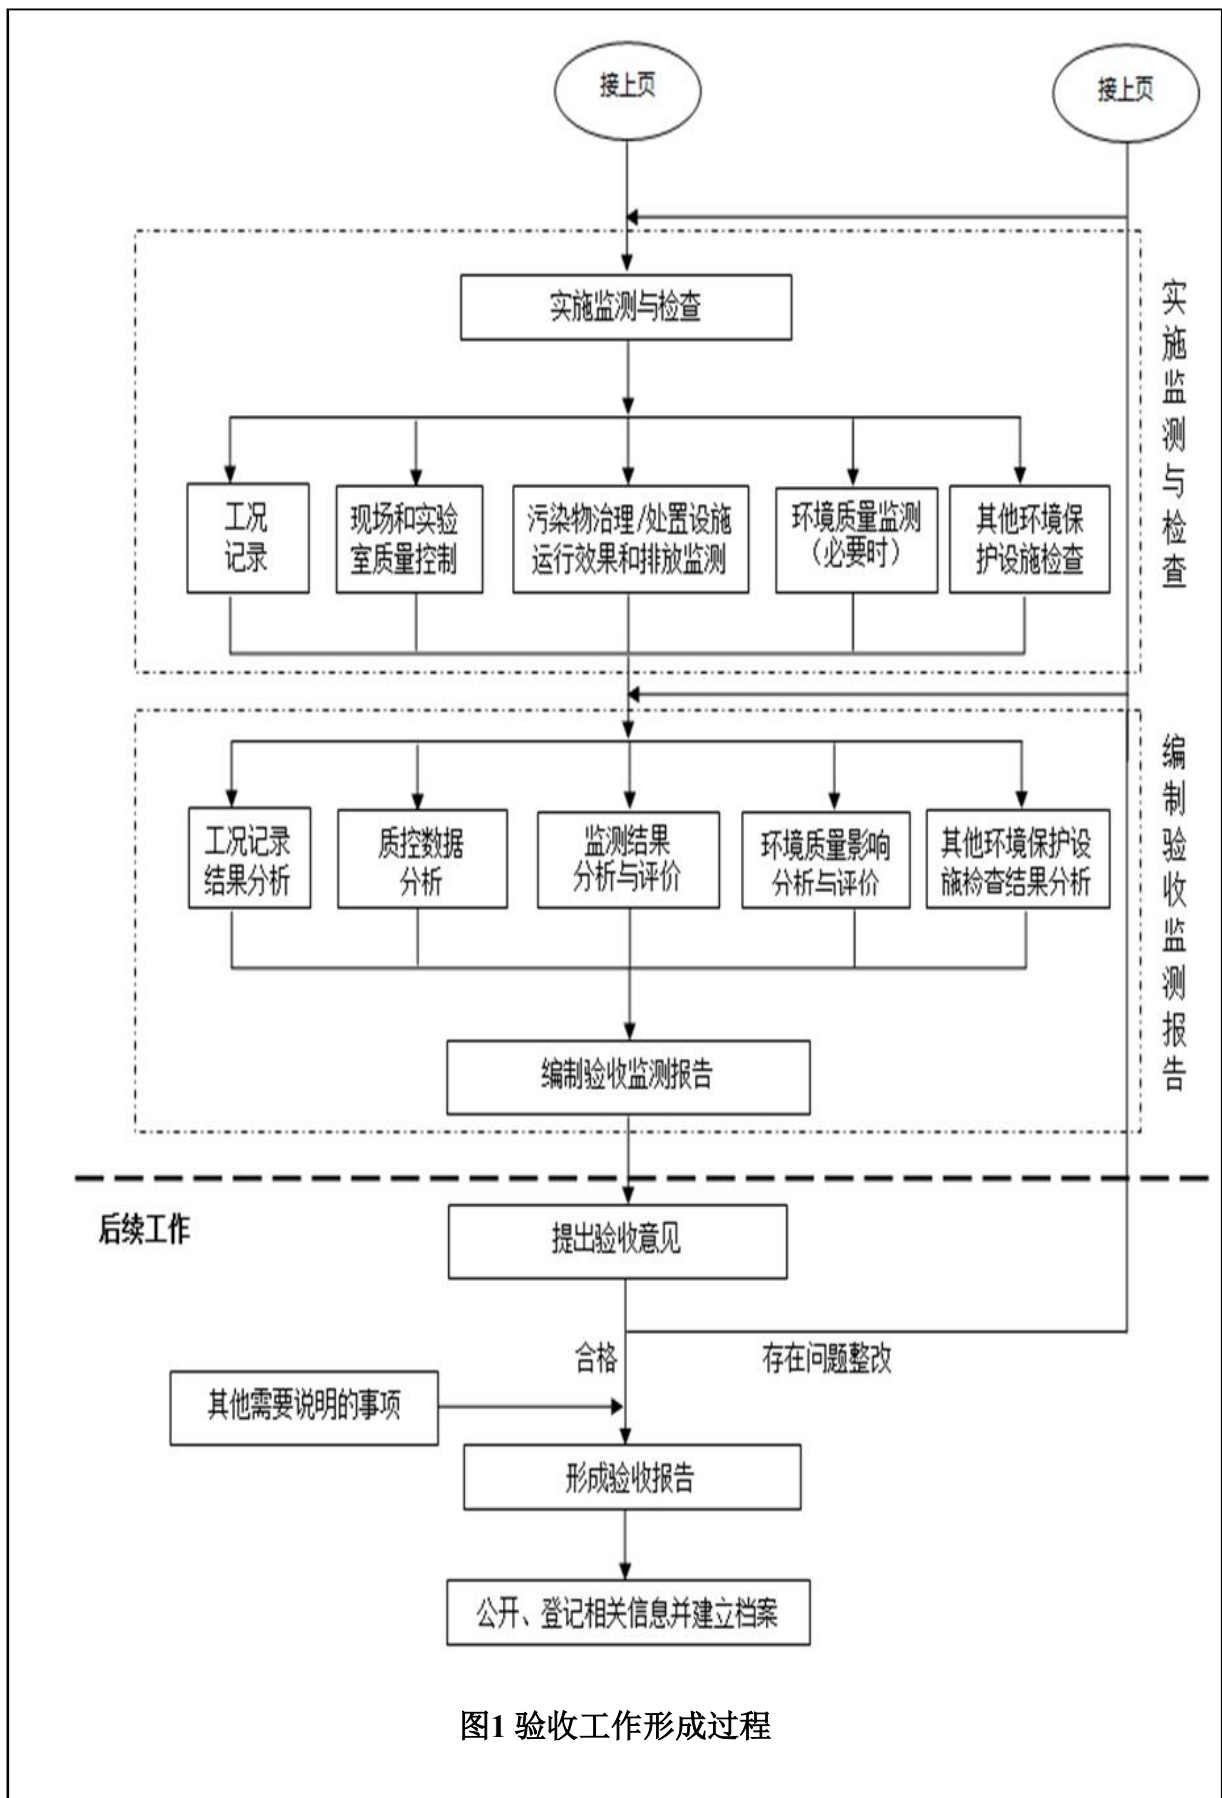 接上页
接上页
实施监测与检查
实施监测与检查
工况
记录
现场和实验
室质量控制
污染物治理/处置设施
运行效果和排放监测
环境质量监测
（必要时）
其他环境保
护设施检查
编制验收监测报告
工况记录
结果分析
质控数据
分析
监测结果
分析与评价
环境质量影响
分析与评价
其他环境保护设
施检查结果分析
编制验收监测报告
后续工作
提出验收意见
合格
存在问题整改
其他需要说明的事项
形成验收报告
公开、登记相关信息并建立档案
图1 验收工作形成过程